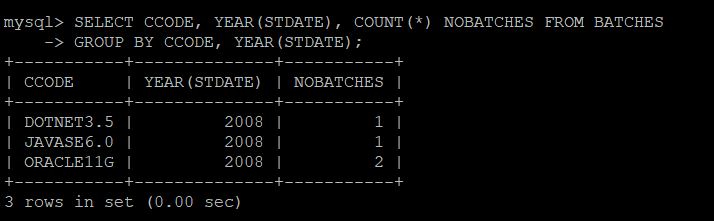 mysql> SELECT CCODE, YEAR(STDATE), COUNT(*) NOBATCHES FROM BATCHES
    -> GROUP BY CCODE, YEAR(STDATE);
+-----------+--------------+-----------+
| CCODE     | YEAR(STDATE) | NOBATCHES |
+-----------+--------------+-----------+
| DOTNET3.5 |         2008 |         1 |
| JAVASE6.0 |         2008 |         1 |
| ORACLE11G |         2008 |         2 |
+-----------+--------------+-----------+
3 rows in set (0.00 sec)